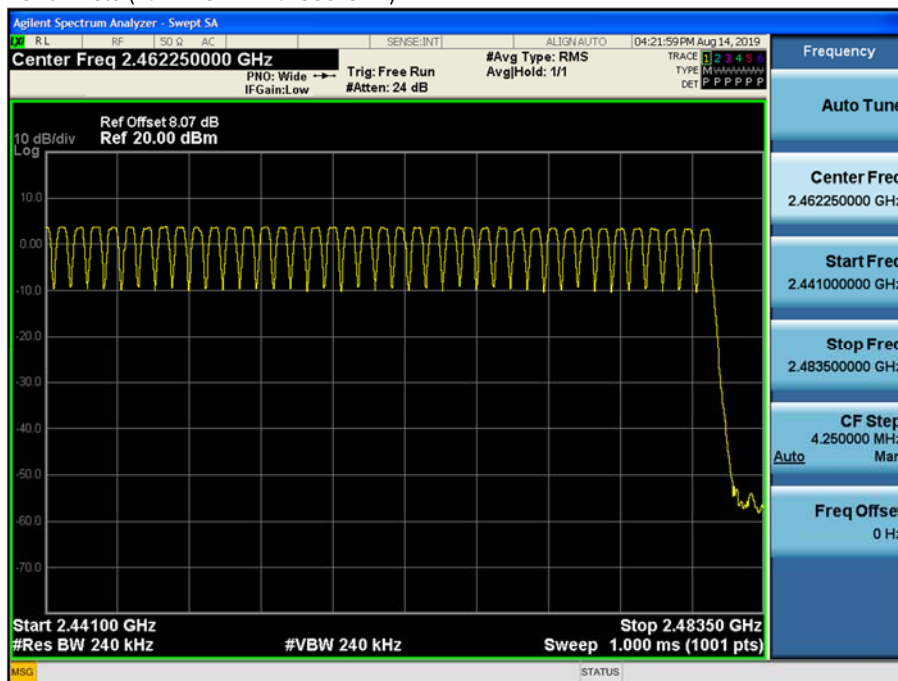 Agilent Spectrum Analyzer - Swept SA
LXI RL RF 50 Ω AC SENSE:INT ALIGN AUTO 04:21:59 PM Aug 14, 2019
Center Freq 2.462250000 GHz #Avg Type: RMS TRACE 1 2 3 4 5 6
PNO: Wide Trig: Free Run Avg|Hold: 1/1 TYPE M W W W W W
IFGain:Low #Atten: 24 dB DET P P P P P P
Ref Offset 8.07 dB
10 dB/div Ref 20.00 dBm
Log
10.0
0.00
-10.0
-20.0
-30.0
-40.0
-50.0
-60.0
-70.0
Start 2.44100 GHz Stop 2.48350 GHz
#Res BW 240 kHz #VBW 240 kHz Sweep 1.000 ms (1001 pts)
MSG STATUS
Frequency
Auto Tune
Center Freq
2.462250000 GHz
Start Freq
2.441000000 GHz
Stop Freq
2.483500000 GHz
CF Step
4.250000 MHz
Auto Man
Freq Offset
0 Hz